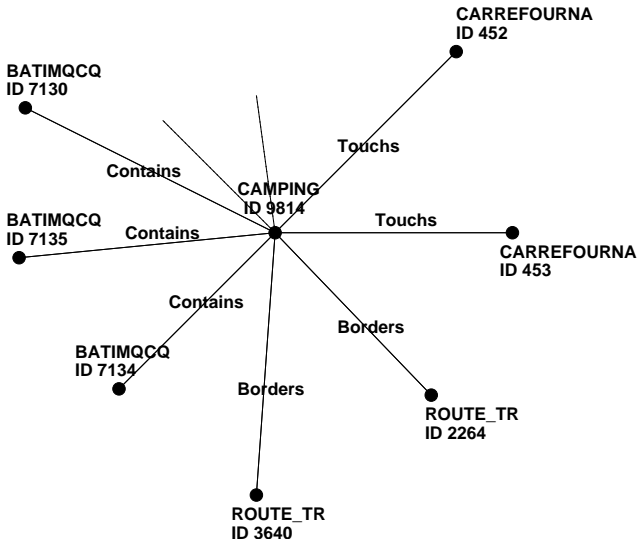 CARREFOURNA
ID 452
BATIMQCQ
ID 7130
Touchs
Contains
CAMPING
ID 9814
BATIMQCQ
ID 7135
Contains
Touchs
CARREFOURNA
ID 453
Contains
Borders
BATIMQCQ
ID 7134
Borders
ROUTE_TR
ID 2264
ROUTE_TR
ID 3640